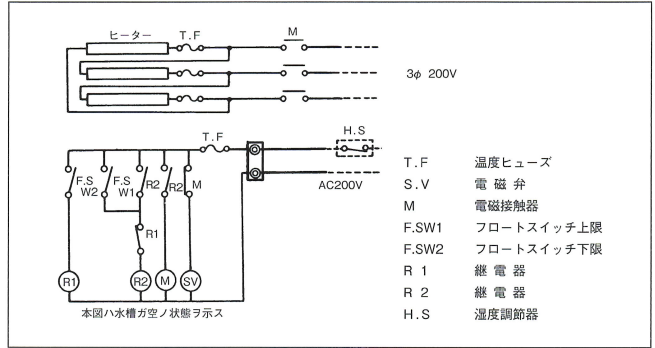 ヒーター T.F M
3φ 200V
T.F H.S
AC200V
F.S
W2
F.S
W1
R2
R2
M
R1
R1
R2
M
SV
本図ハ水槽ガ空ノ状態ヲ示ス
T.F 温度ヒューズ
S.V 電磁弁
M 電磁接触器
F.SW1 フロートスイッチ上限
F.SW2 フロートスイッチ下限
R 1 継電器
R 2 継電器
H.S 湿度調節器